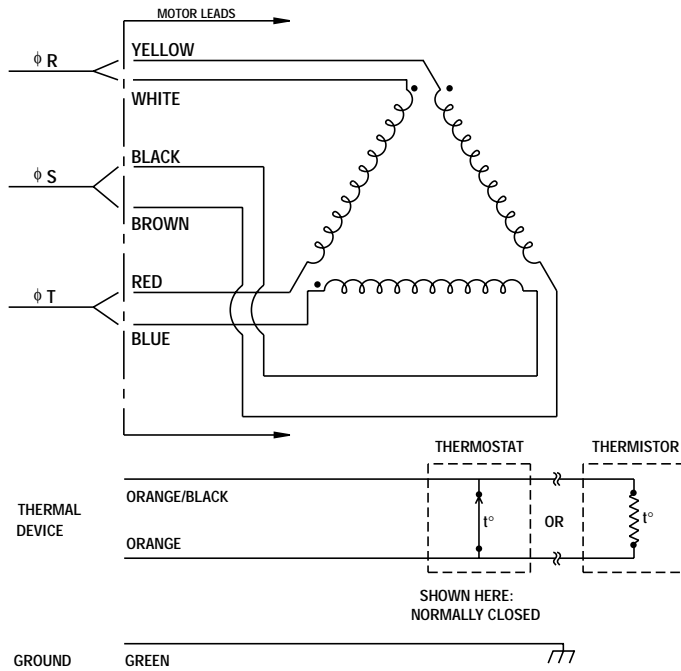 MOTOR LEADS
ϕ R
YELLOW
WHITE
ϕ S
BLACK
BROWN
ϕ T
RED
BLUE
THERMOSTAT
THERMISTOR
THERMAL
DEVICE
ORANGE/BLACK
t°
OR
t°
ORANGE
SHOWN HERE:
NORMALLY CLOSED
GROUND
GREEN